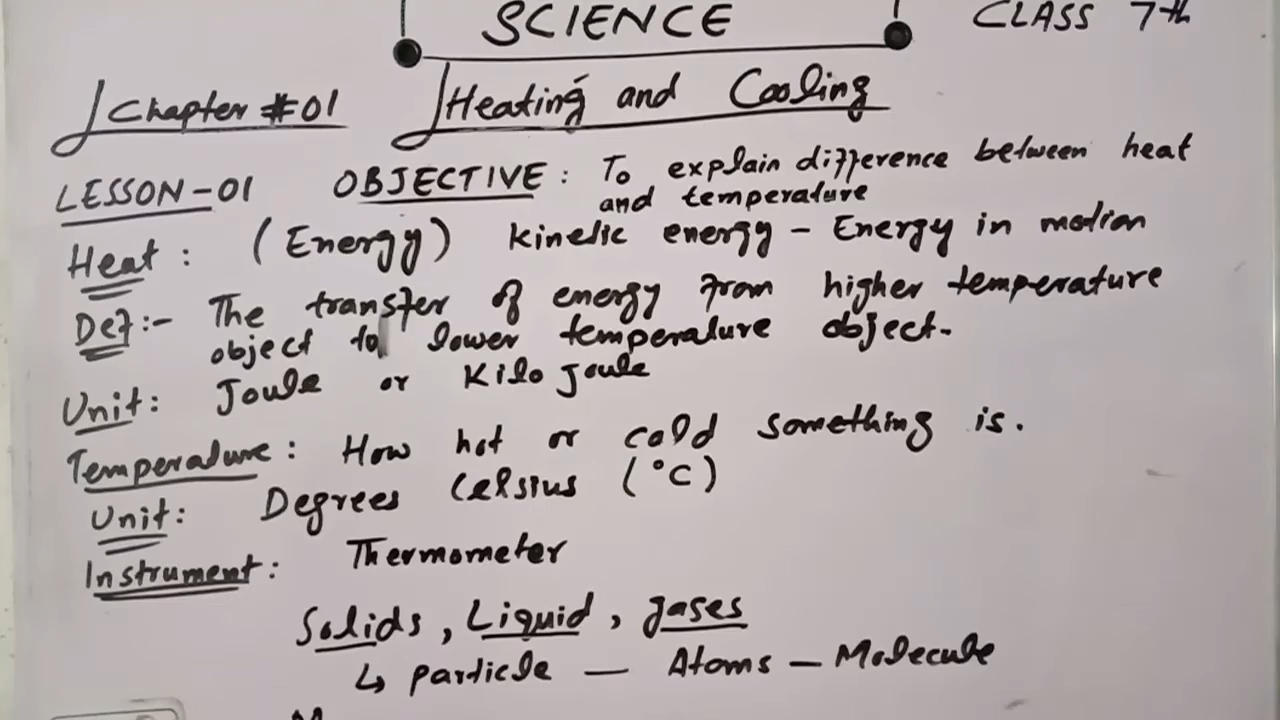 SCIENCE CLASS 7th
Chapter #01 Heating and Cooling
LESSON-01 OBJECTIVE: To explain difference between heat
and temperature
Heat: (Energy) Kinetic energy - Energy in motion
Def:- The transfer of energy from higher temperature
object to lower temperature object.
Unit: Joule or Kilo Joule
Temperature: How hot or cold something is.
Unit: Degrees Celsius (°C)
Instrument: Thermometer
Solids, Liquid, gases
↳ particle — Atoms — Molecule